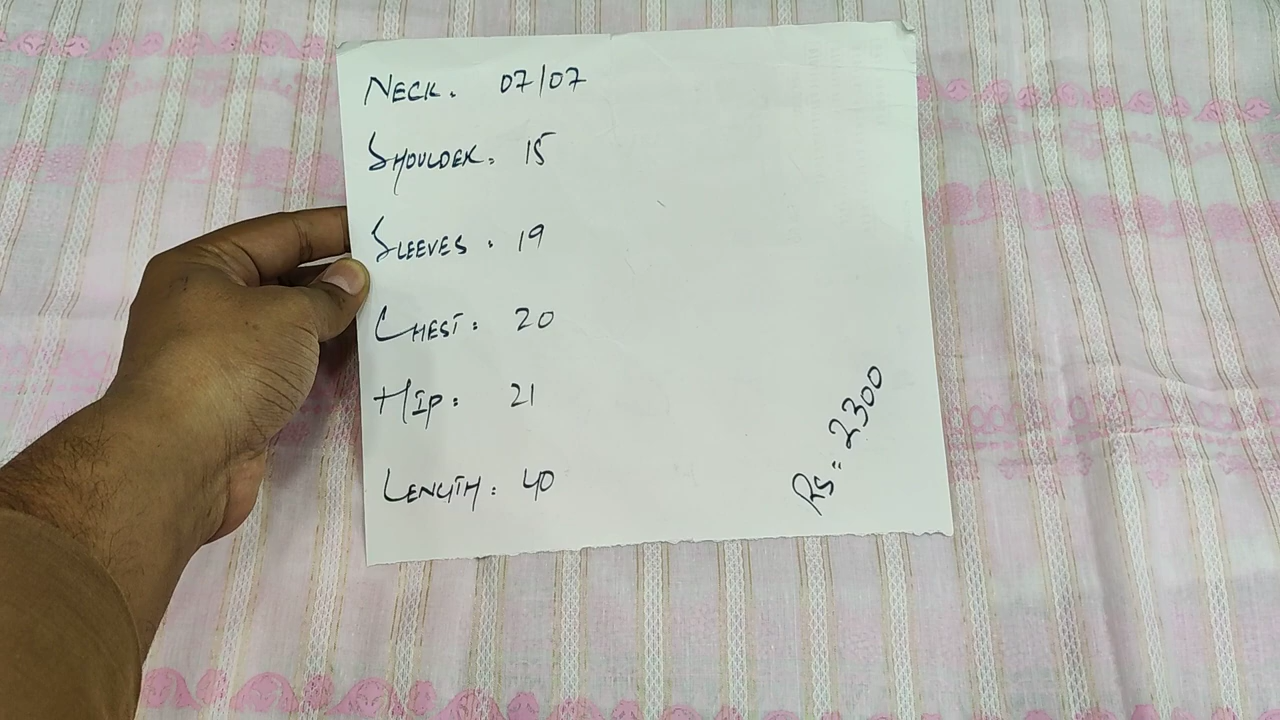 NECK. 07/07
SHOULDER: 15
SLEEVES: 19
CHEST: 20
HIP: 21
LENGTH: 40
RS: 2300